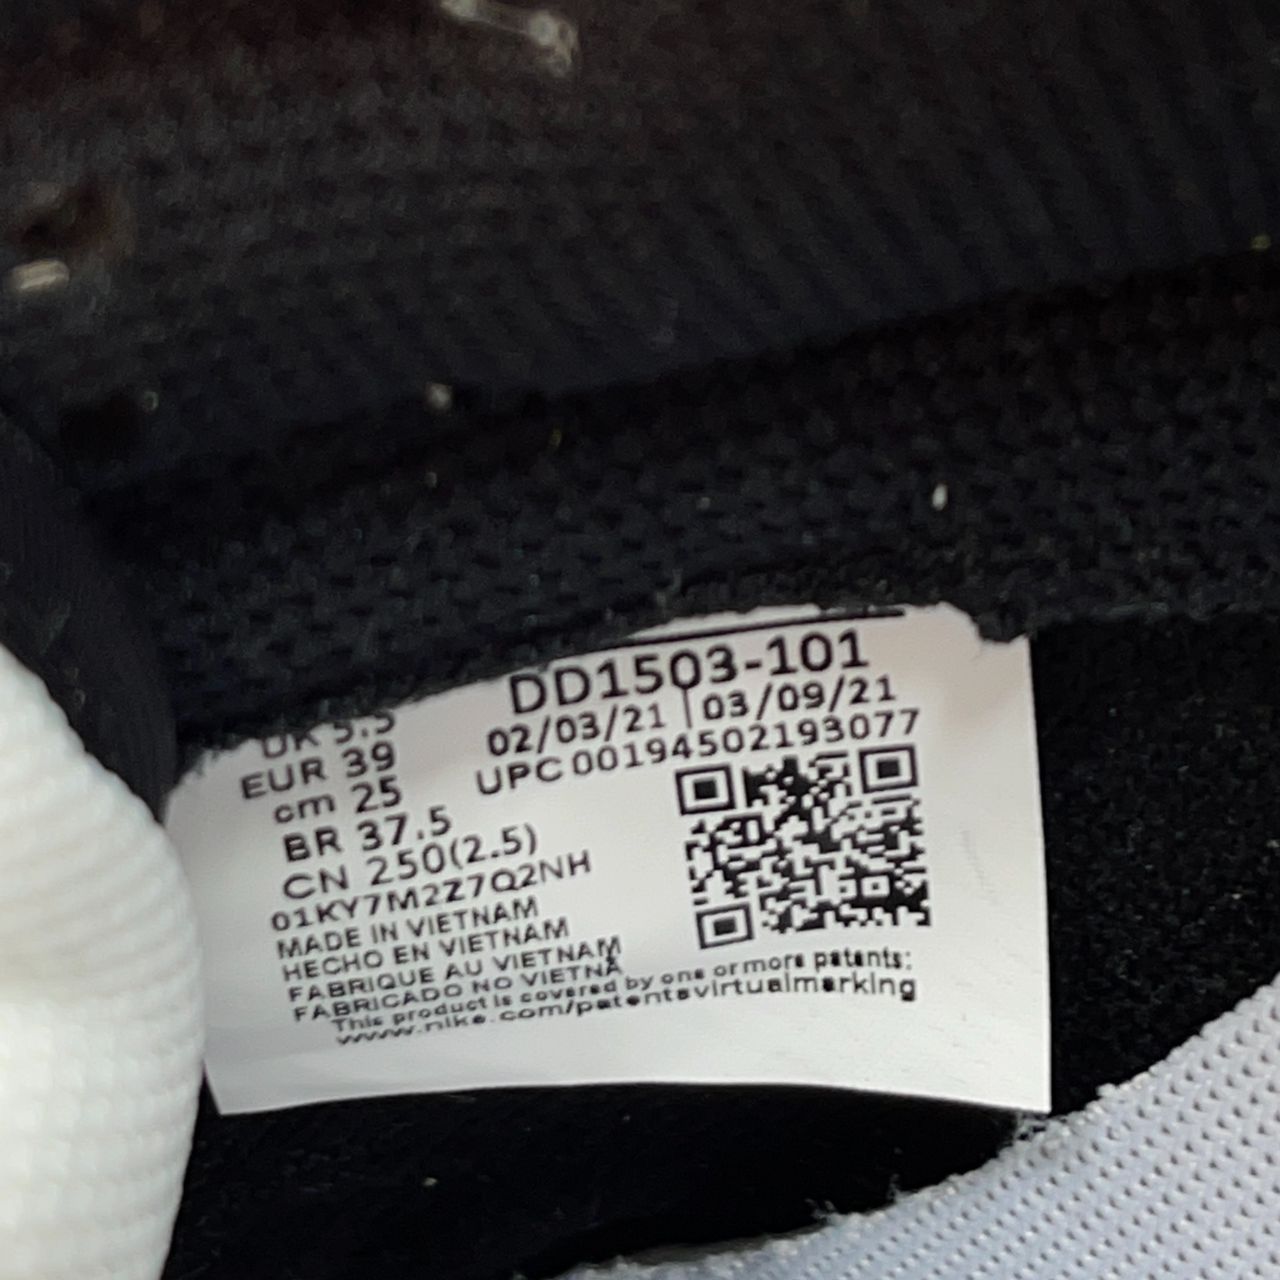 DD1503-101
02/03/21 | 03/09/21
UPC 00194502193077
UK 5.5
EUR 39
cm 25
BR 37.5
CN 250(2.5)
01KY7M2Z7Q2NH
MADE IN VIETNAM
HECHO EN VIETNAM
FABRIQUE AU VIETNAM
FABRICADO NO VIETNÃ
This product is covered by one or more patents:
www.nike.com/patentsvirtualmarking